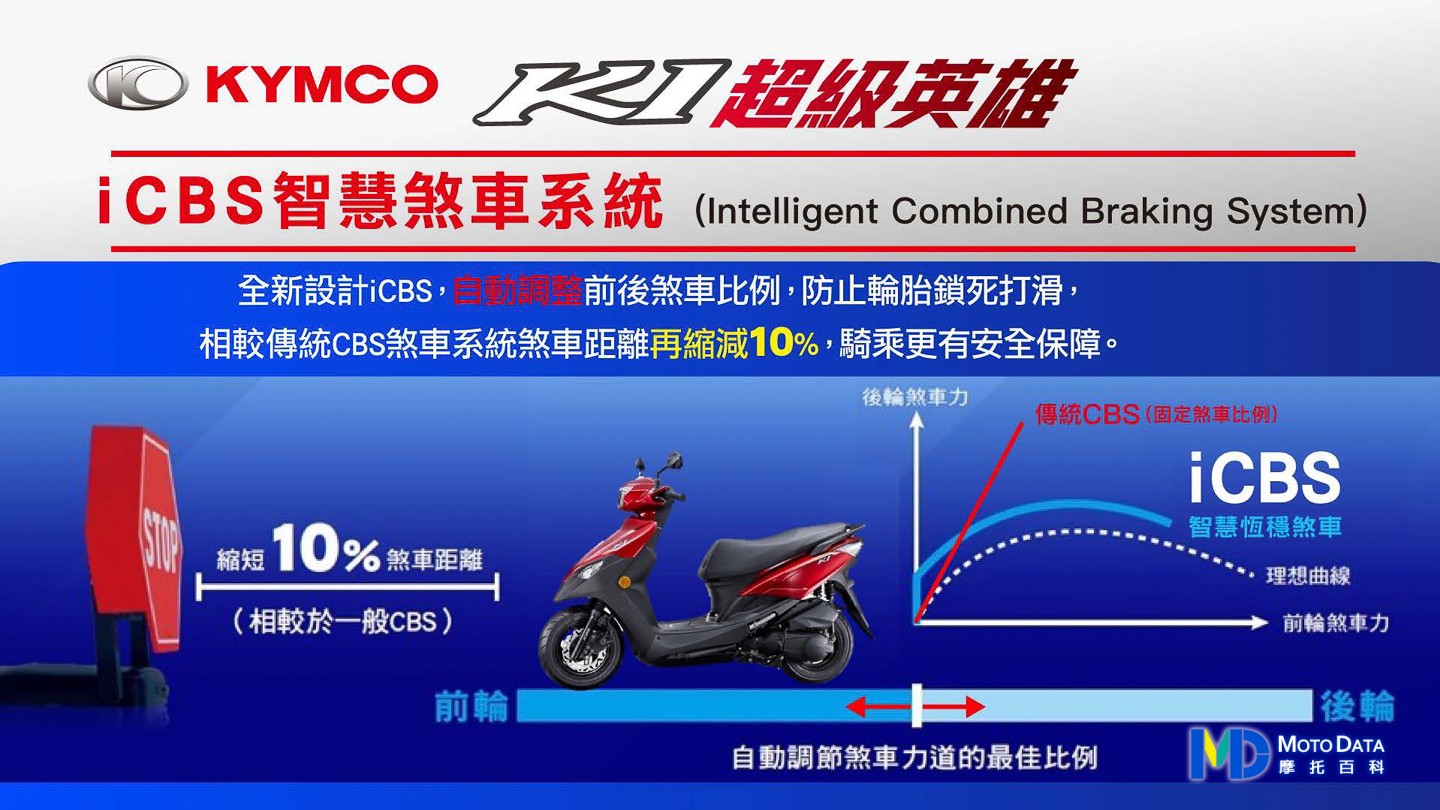 KYMCO K1超級英雄
iCBS智慧煞車系統 (Intelligent Combined Braking System)
全新設計iCBS，自動調整前後煞車比例，防止輪胎鎖死打滑，
相較傳統CBS煞車系統煞車距離再縮減10%，騎乘更有安全保障。
STOP
縮短10%煞車距離
（相較於一般CBS）
後輪煞車力
傳統CBS（固定煞車比例）
iCBS
智慧恆穩煞車
理想曲線
前輪煞車力
前輪
後輪
自動調節煞車力道的最佳比例
MD MOTO DATA
摩托百科